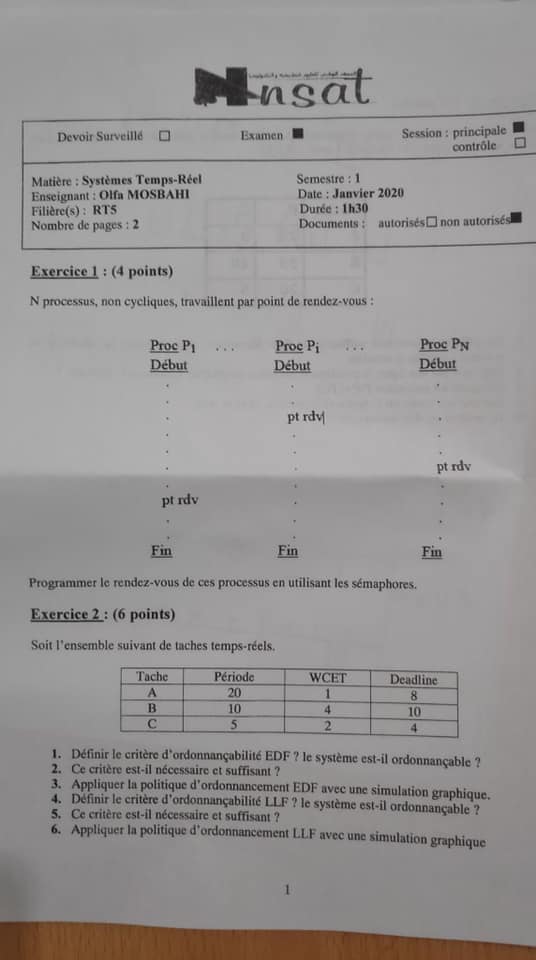 المعهد الوطني للعلوم التطبيقية والتكنولوجيا
insat
Devoir Surveillé ☐ Examen ■ Session : principale ■
contrôle ☐
Matière : Systèmes Temps-Réel Semestre : 1
Enseignant : Olfa MOSBAHI Date : Janvier 2020
Filière(s) : RT5 Durée : 1h30
Nombre de pages : 2 Documents : autorisés☐ non autorisés■
Exercice 1 : (4 points)
N processus, non cycliques, travaillent par point de rendez-vous :
Proc P1 ... Proc Pi ... Proc PN
Début Début Début
pt rdv
pt rdv
pt rdv
Fin Fin Fin
Programmer le rendez-vous de ces processus en utilisant les sémaphores.
Exercice 2 : (6 points)
Soit l'ensemble suivant de taches temps-réels.
Tache Période WCET Deadline
A 20 1 8
B 10 4 10
C 5 2 4
1. Définir le critère d'ordonnançabilité EDF ? le système est-il ordonnançable ?
2. Ce critère est-il nécessaire et suffisant ?
3. Appliquer la politique d'ordonnancement EDF avec une simulation graphique.
4. Définir le critère d'ordonnançabilité LLF ? le système est-il ordonnançable ?
5. Ce critère est-il nécessaire et suffisant ?
6. Appliquer la politique d'ordonnancement LLF avec une simulation graphique
1